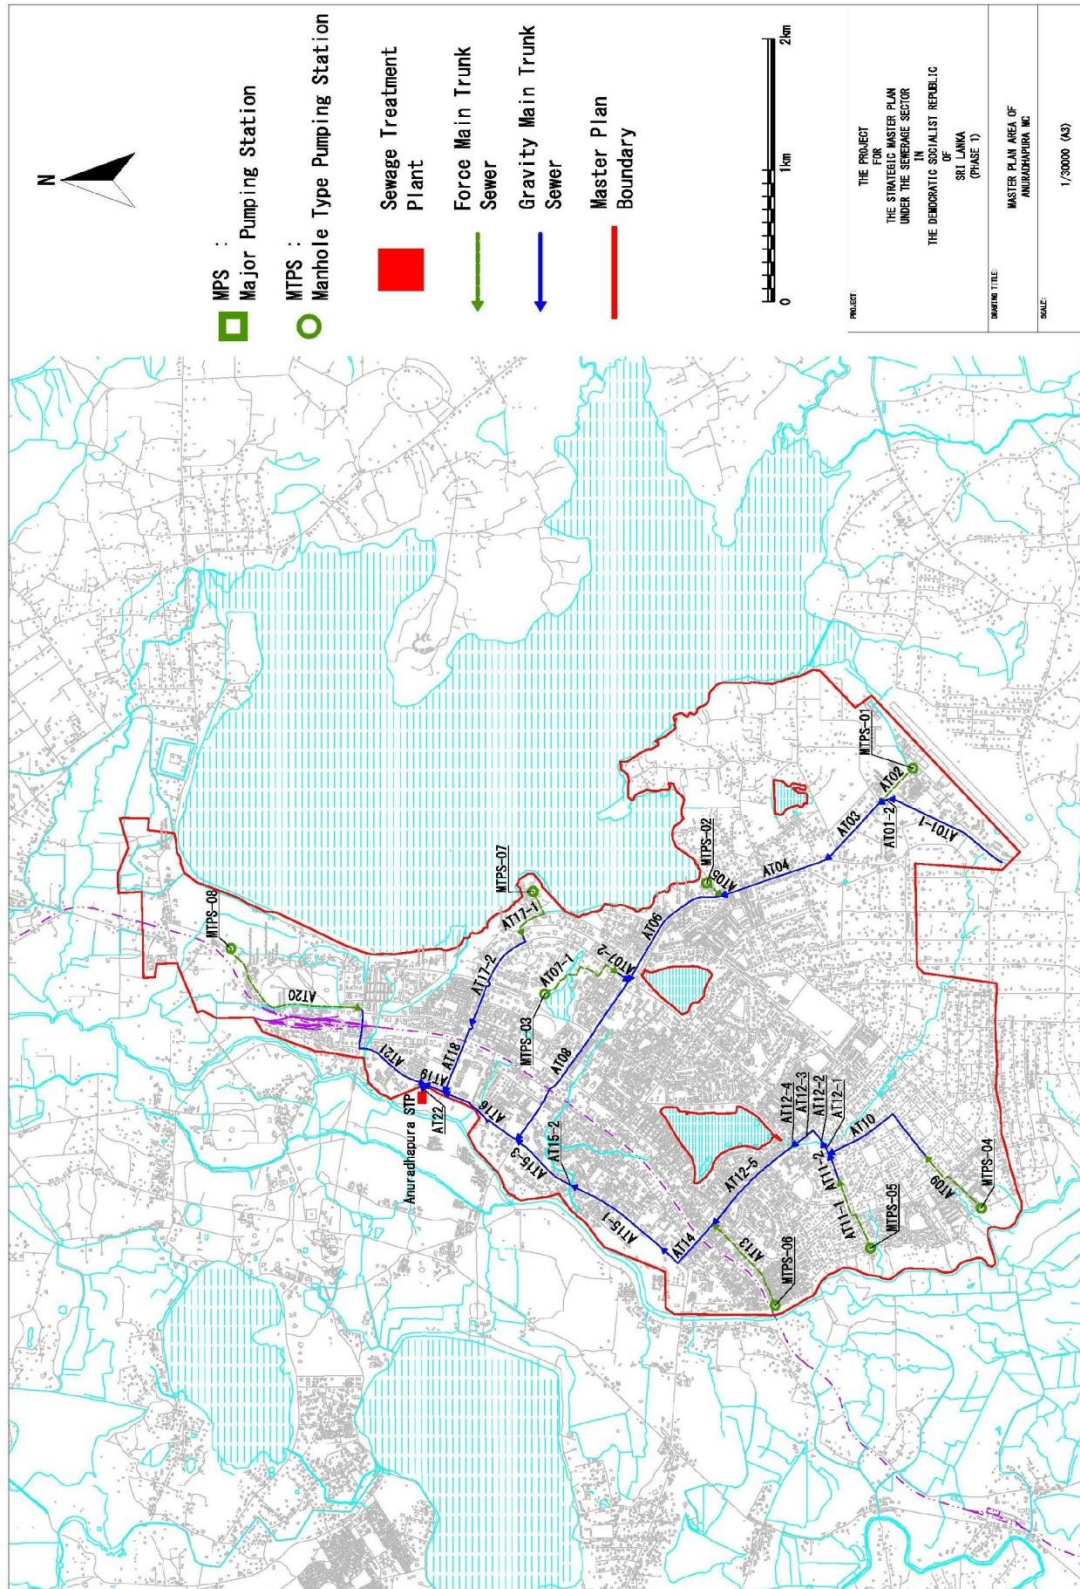 N
MPS :
Major Pumping Station
MTPS :
Manhole Type Pumping Station
Sewage Treatment
Plant
Force Main Trunk
Sewer
Gravity Main Trunk
Sewer
Master Plan
Boundary
0
1km
2km
PROJECT:
THE PROJECT
FOR
THE STRATEGIC MASTER PLAN
UNDER THE SEWERAGE SECTOR
IN
THE DEMOCRATIC SOCIALIST REPUBLIC
OF
SRI LANKA
(PHASE 1)
DRAWING TITLE:
MASTER PLAN AREA OF
ANURADHAPURA MC
SCALE:
1/30000 (A3)
MTPS-08
AT20
AT21
AT19
AT18
AT22
Anuradhapura STP
AT16
AT17-2
AT17-1
MTPS-07
MTPS-03
AT07-1
AT07-2
AT08
AT06
MTPS-02
AT05
AT04
AT03
AT02
MTPS-01
AT01-2
AT01-1
AT15-3
AT15-2
AT15-1
AT14
AT13
MTPS-06
AT12-5
AT12-4
AT12-3
AT12-2
AT12-1
AT11-2
AT11-1
MTPS-05
AT10
AT09
MTPS-04